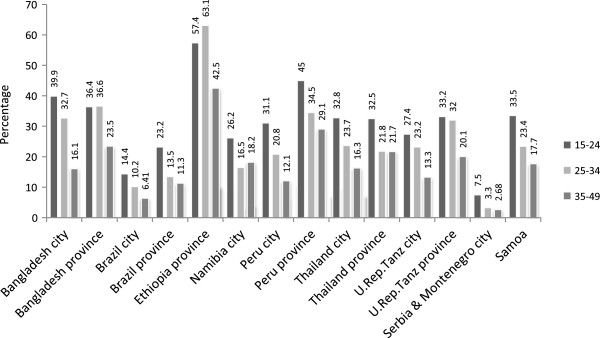 70
60
50
40
30
20
10
0
Percentage
39.9 32.7 16.1
36.4 36.6 23.5
14.4 10.2 6.41
23.2 13.5 11.3
57.4 63.1 42.5
26.2 16.5 18.2
31.1 20.8 12.1
45 34.5 29.1
32.8 23.7 16.3
32.5 21.8 21.7
27.4 23.2 13.3
33.2 32 20.1
7.5 3.3 2.68
33.5 23.4 17.7
Bangladesh city
Bangladesh province
Brazil city
Brazil province
Ethiopia province
Namibia city
Peru city
Peru province
Thailand city
Thailand province
U.Rep.Tanz city
U.Rep.Tanz province
Serbia & Montenegro city
Samoa
15-24
25-34
35-49